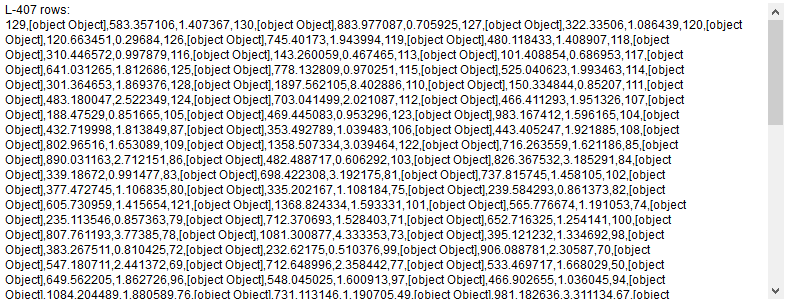 L-407 rows:
129,[object Object],583.357106,1.407367,130,[object Object],883.977087,0.705925,127,[object Object],322.33506,1.086439,120,[object
Object],120.663451,0.29684,126,[object Object],745.40173,1.943994,119,[object Object],480.118433,1.408907,118,[object
Object],310.446572,0.997879,116,[object Object],143.260059,0.467465,113,[object Object],101.408854,0.686953,117,[object
Object],641.031265,1.812686,125,[object Object],778.132809,0.970251,115,[object Object],525.040623,1.993463,114,[object
Object],301.364653,1.869376,128,[object Object],1897.562105,8.402886,110,[object Object],150.334844,0.85207,111,[object
Object],483.180047,2.522349,124,[object Object],703.041499,2.021087,112,[object Object],466.411293,1.951326,107,[object
Object],188.47529,0.851665,105,[object Object],469.445083,0.953296,123,[object Object],983.167412,1.596165,104,[object
Object],432.719998,1.813849,87,[object Object],353.492789,1.039483,106,[object Object],443.405247,1.921885,108,[object
Object],802.96516,1.653089,109,[object Object],1358.507334,3.039464,122,[object Object],716.263559,1.621186,85,[object
Object],890.031163,2.712151,86,[object Object],482.488717,0.606292,103,[object Object],826.367532,3.185291,84,[object
Object],339.18672,0.991477,83,[object Object],698.422308,3.192175,81,[object Object],737.815745,1.458105,102,[object
Object],377.472745,1.106835,80,[object Object],335.202167,1.108184,75,[object Object],239.584293,0.861373,82,[object
Object],605.730959,1.415654,121,[object Object],1368.824334,1.593331,101,[object Object],565.776674,1.191053,74,[object
Object],235.113546,0.857363,79,[object Object],712.370693,1.528403,71,[object Object],652.716325,1.254141,100,[object
Object],807.761193,3.77385,78,[object Object],1081.300877,4.333353,73,[object Object],395.121232,1.334692,98,[object
Object],383.267511,0.810425,72,[object Object],232.62175,0.510376,99,[object Object],906.088781,2.30587,70,[object
Object],547.180711,2.441372,69,[object Object],712.648996,2.358442,77,[object Object],533.469717,1.668029,50,[object
Object],649.562205,1.862726,96,[object Object],548.045025,1.600913,97,[object Object],466.902655,1.036045,94,[object
Object],1084.204489,1.880589,76,[object Object],731.113146,1.190705,49,[object Object],981.182636,3.311134,67,[object